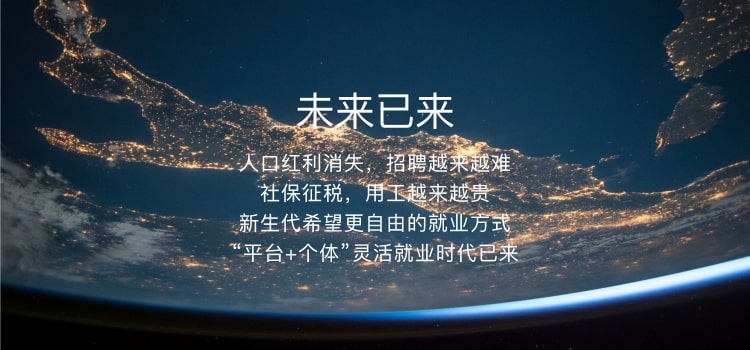 未来已来
人口红利消失，招聘越来越难
社保征税，用工越来越贵
新生代希望更自由的就业方式
“平台+个体”灵活就业时代已来